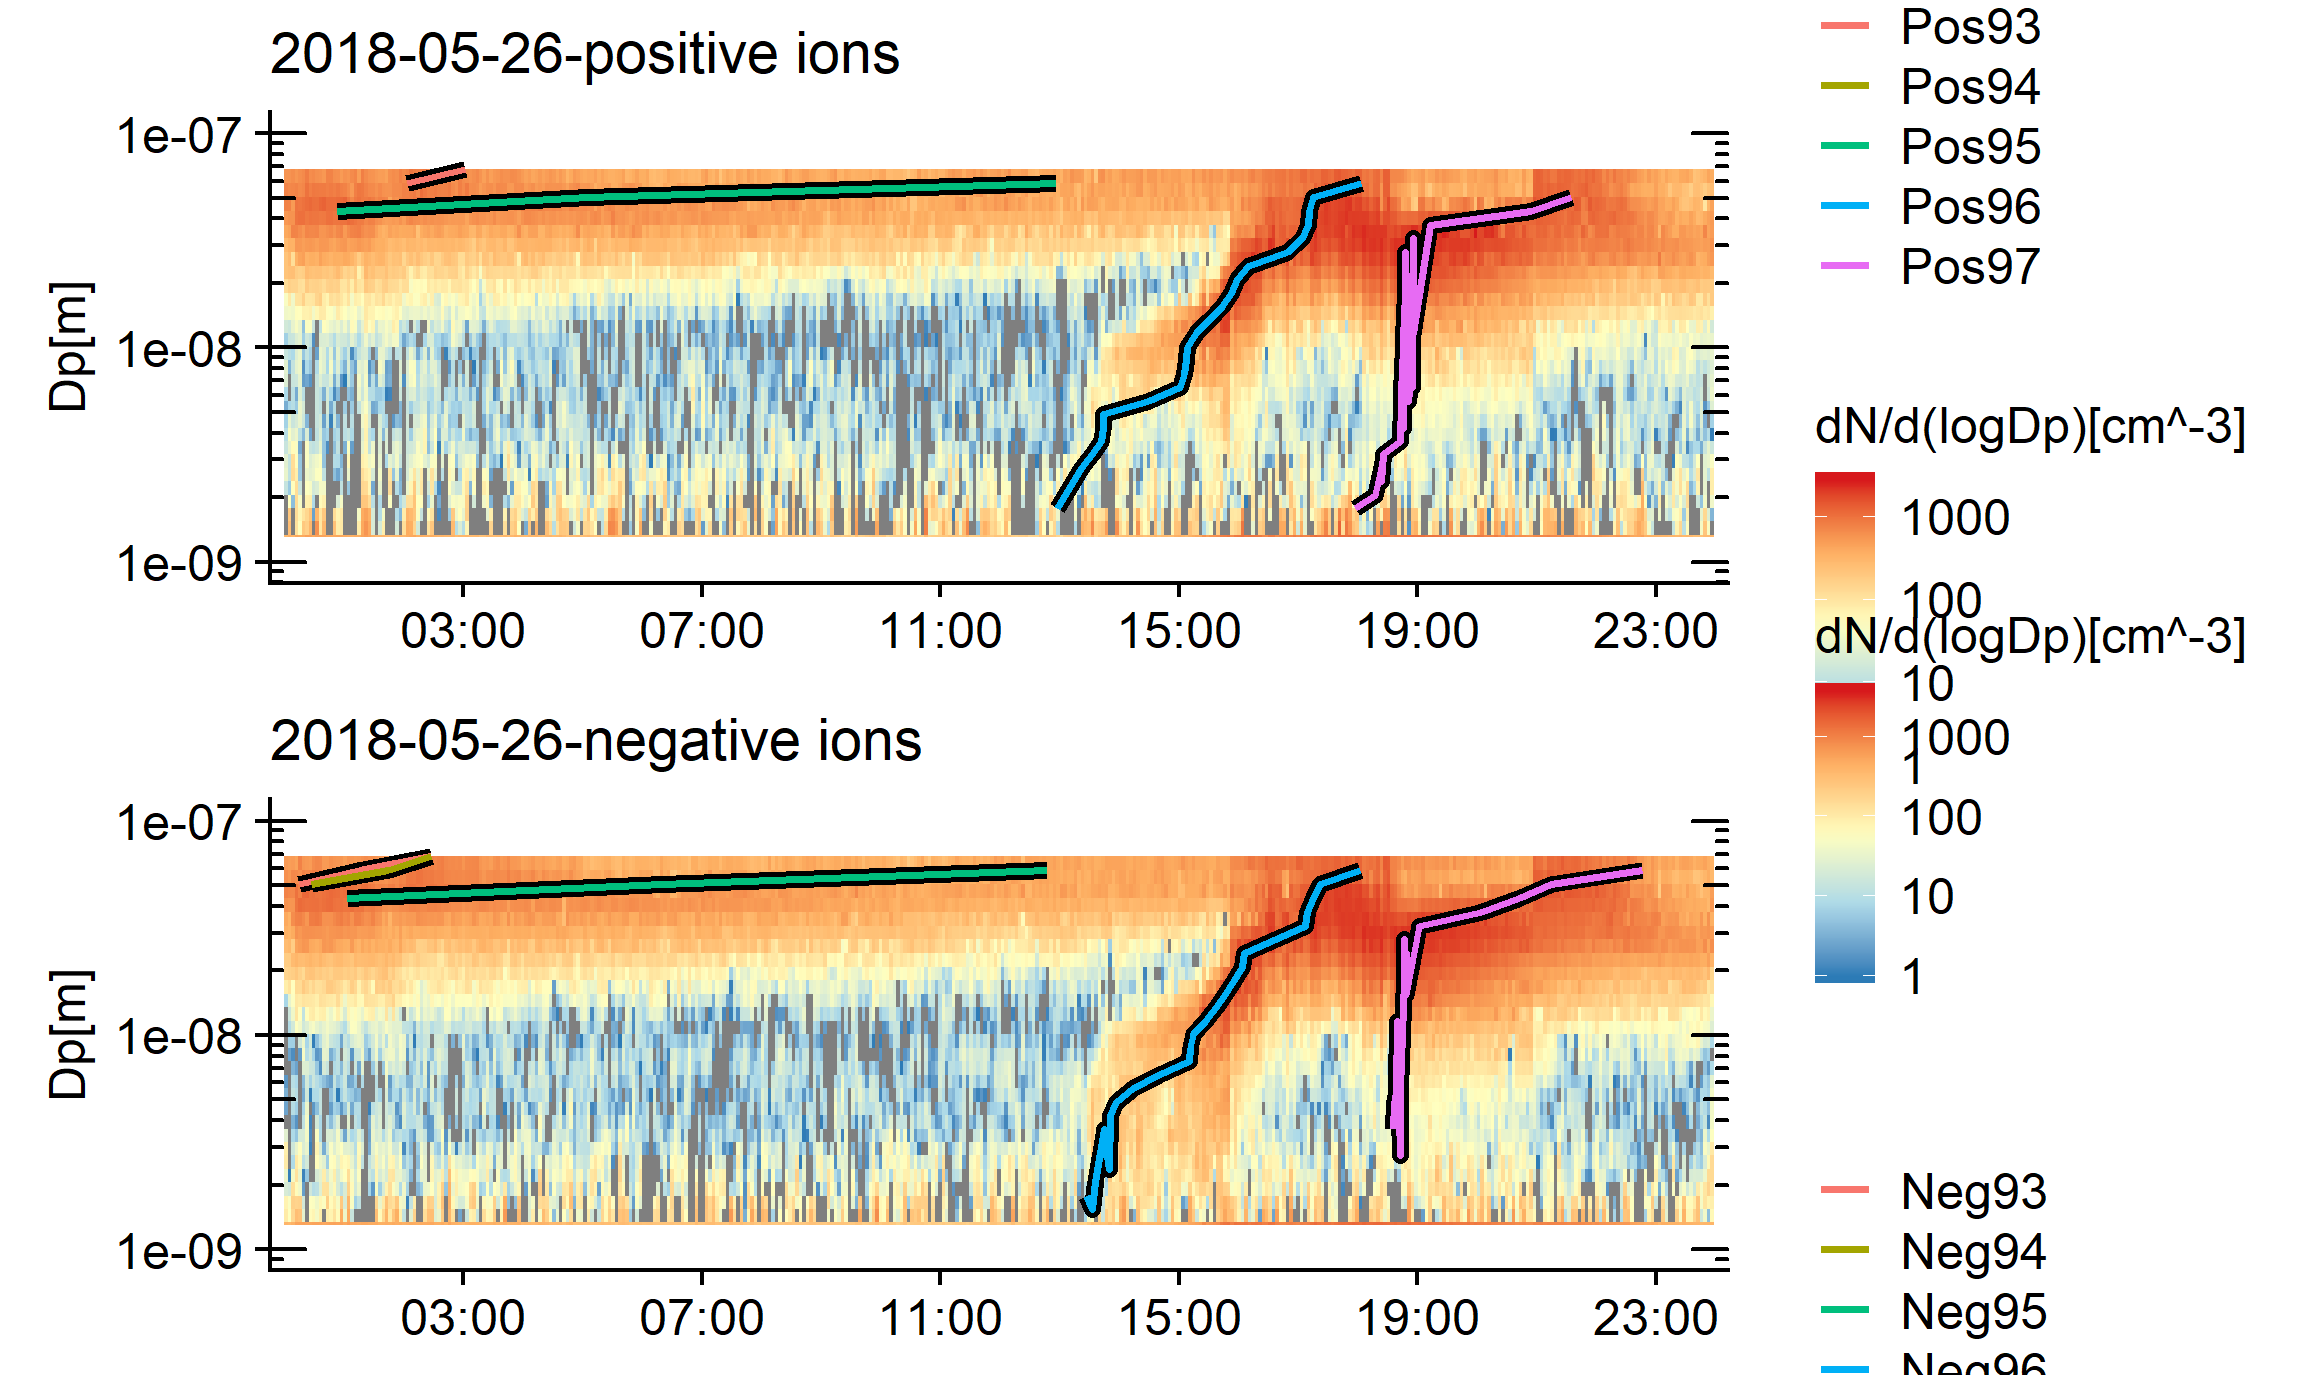 2018-05-26-positive ions
Dp[m]
1e-07
1e-08
1e-09
03:00 07:00 11:00 15:00 19:00 23:00
Pos93
Pos94
Pos95
Pos96
Pos97
dN/d(logDp)[cm^-3]
1000
100
10
1
2018-05-26-negative ions
Dp[m]
1e-07
1e-08
1e-09
03:00 07:00 11:00 15:00 19:00 23:00
dN/d(logDp)[cm^-3]
1000
100
10
1
Neg93
Neg94
Neg95
Neg96